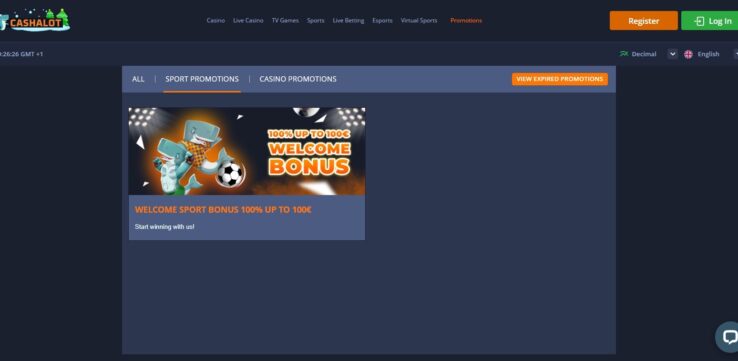 CASHALOT
Casino Live Casino TV Games Sports Live Betting Esports Virtual Sports Promotions
Register
Log In
:26:26 GMT +1
Decimal
English
ALL | SPORT PROMOTIONS | CASINO PROMOTIONS
VIEW EXPIRED PROMOTIONS
100% UP TO 100€
WELCOME
BONUS
WELCOME SPORT BONUS 100% UP TO 100€
Start winning with us!